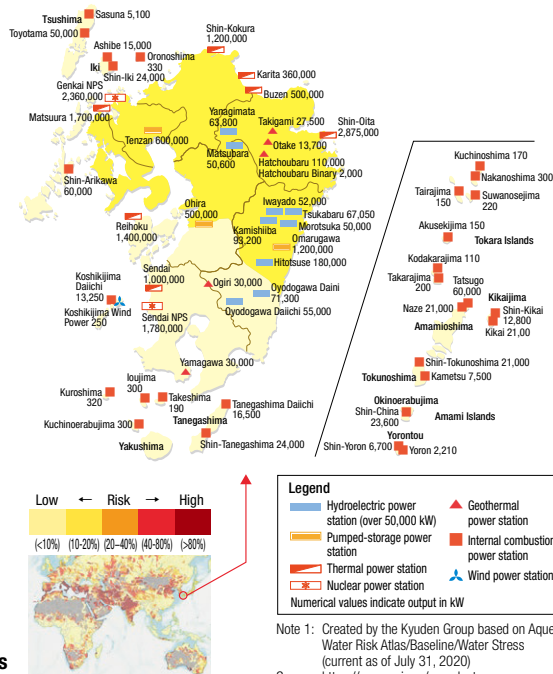 Tsushima
Sasuna 5,100
Toyotama 50,000
Ashibe 15,000
Oronoshima
330
Iki
Shin-Iki 24,000
Genkai NPS
2,360,000
Matsuura 1,700,000
Shin-Kokura
1,200,000
Karita 360,000
Buzen 500,000
Yanagimata
63,800
Takigami 27,500
Shin-Oita
2,875,000
Otake 13,700
Tenzan 600,000
Matsubara
50,600
Hatchoubaru 110,000
Hatchoubaru Binary 2,000
Shin-Arikawa
60,000
Ohira
500,000
Iwayado 52,000
Tsukabaru 67,050
Morotsuka 50,000
Kamishiiba
93,200
Omarugawa
1,200,000
Hitotsuse 180,000
Reihoku
1,400,000
Sendai
1,000,000
Koshikijima
Daiichi
13,250
Koshikijima Wind
Power 250
Sendai NPS
1,780,000
Ogiri 30,000
Oyodogawa Daini
71,300
Oyodogawa Daiichi 55,000
Yamagawa 30,000
Kuroshima
320
Ioujima
300
Takeshima
190
Tanegashima Daiichi
16,500
Kuchinoerabujima 300
Tanegashima
Yakushima
Shin-Tanegashima 24,000
Kuchinoshima 170
Nakanoshima 300
Tairajima
150
Suwanosejima
220
Akusekijima 150
Tokara Islands
Kodakarajima 110
Takarajima
200
Tatsugo
60,000
Kikaijima
Naze 21,000
Shin-Kikai
12,800
Kikai 21,00
Amamioshima
Shin-Tokunoshima 21,000
Tokunoshima
Kametsu 7,500
Okinoerabujima
Shin-China
23,600
Amami Islands
Yorontou
Shin-Yoron 6,700
Yoron 2,210
Low ← Risk → High
(<10%) (10-20%) (20–40%) (40-80%) (>80%)
Legend
Hydroelectric power
station (over 50,000 kW)
Pumped-storage power
station
Thermal power station
Nuclear power station
Geothermal
power station
Internal combustion
power station
Wind power station
Numerical values indicate output in kW
Note 1: Created by the Kyuden Group based on Aque
Water Risk Atlas/Baseline/Water Stress
(current as of July 31, 2020)
s